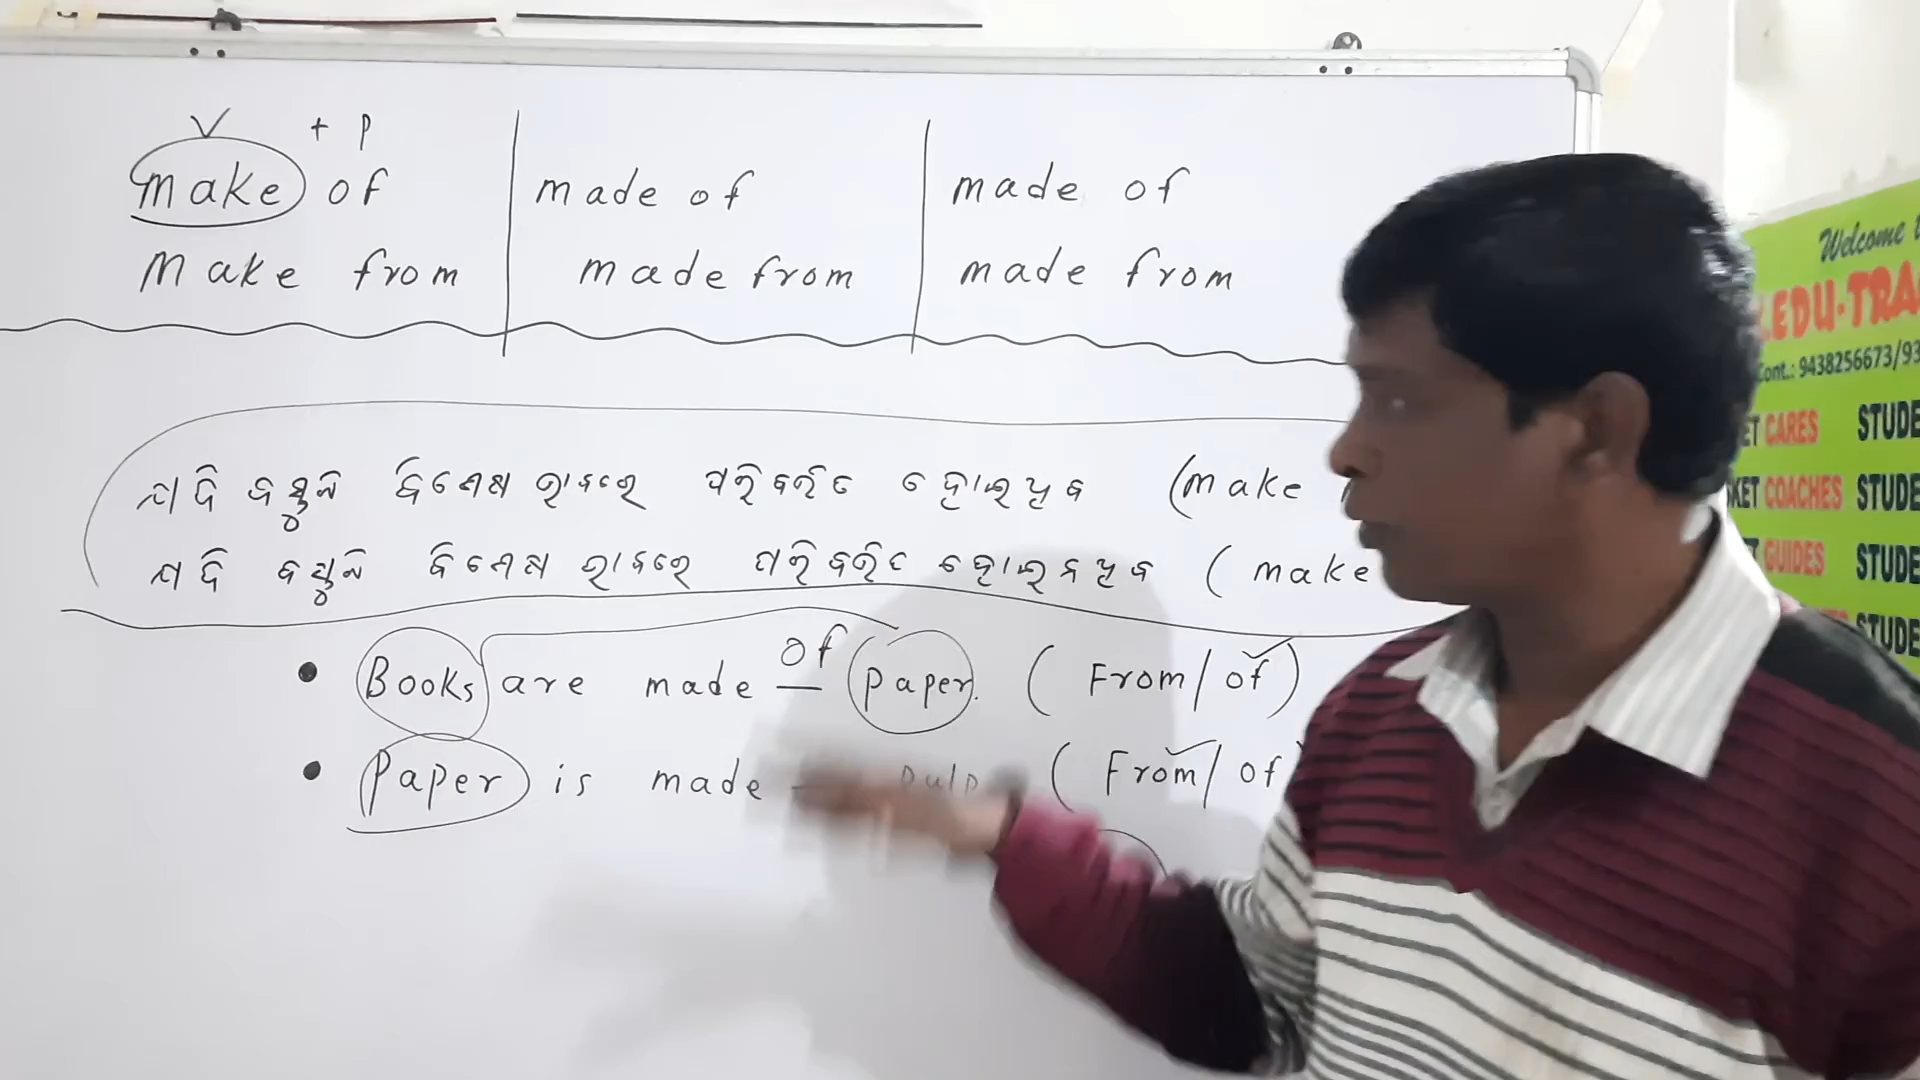 V + P
make of | made of | made of
Make from | made from | made from
ଯଦି ବସ୍ତୁଟି ବିଶେଷ ଭାବରେ ପରିବର୍ତ୍ତିତ ହୋଇଥିବ (make
ଯଦି ବସ୍ତୁଟି ବିଶେଷ ଭାବରେ ପରିବର୍ତ୍ତିତ ହୋଇନଥିବ (make
• Books are made of paper. (From/of)
• Paper is made — pulp (From/of
Welcome
EDU-TRA
Cont.: 9438256673/93
ET CARES STUDE
KET COACHES STUDE
T GUIDES STUDE
STUDE